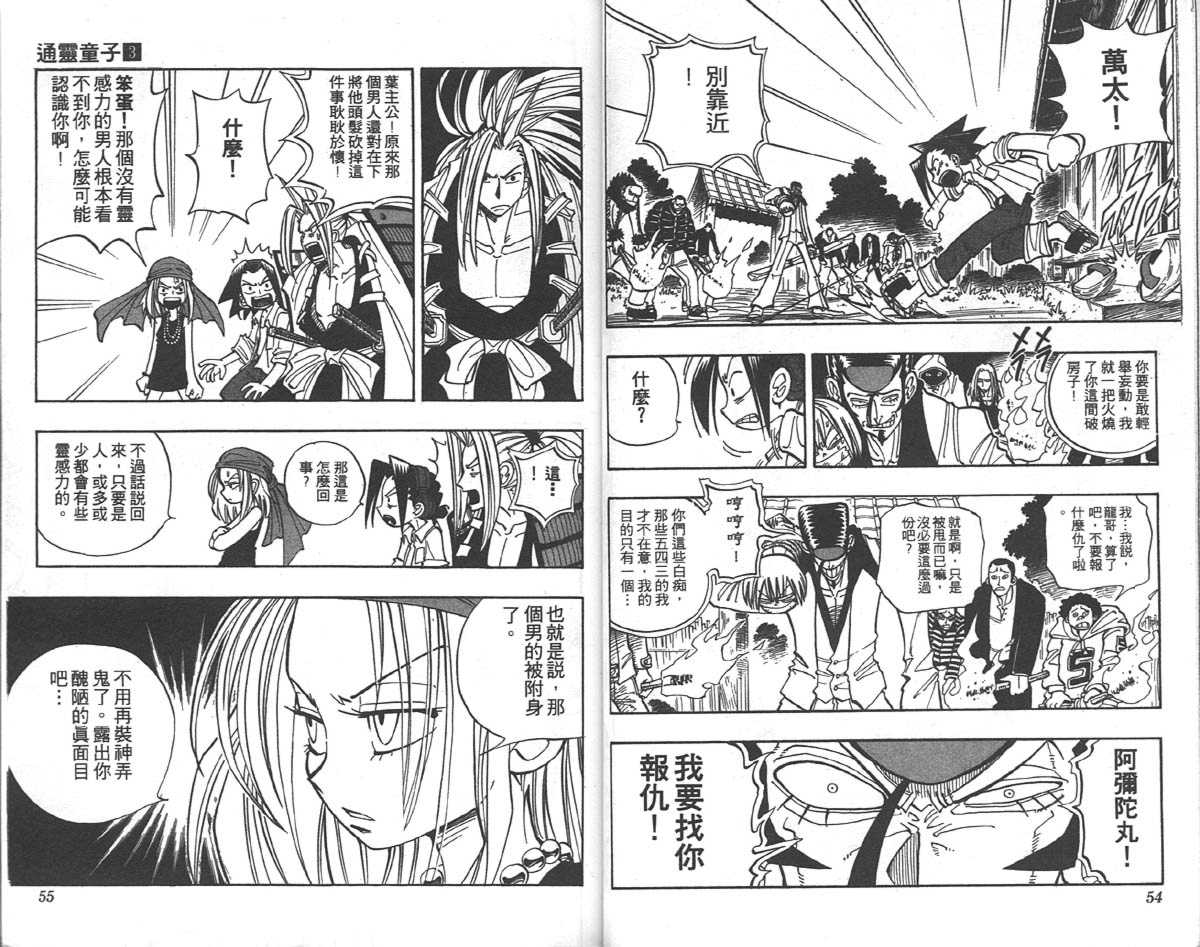 萬太！
別靠近
！
你要是敢輕
舉妄動，我
就一把火燒
了你這間破
房子！
什麼？
我…我説，
龍哥，算了
吧，不要報
什麼仇了啦
。
就是啊，只是
被甩而已嘛，
沒必要這麼過
份吧？
哼哼哼！
你們這些白痴，
那些五四三的我
才不在意，我的
目的只有一個…
阿彌陀丸！
我要找你
報仇！
54
通靈童子3
葉主公！原來那
個男人還對在下
將他頭髮砍掉這
件事耿耿於懷！
什麼！
笨蛋！那個沒有靈
感力的男人根本看
不到你，怎麼可能
認識你啊！
這…
！
那這是
怎麼回
事？
不過話説回
來，只要是
人，或多或
少都會有些
靈感力的。
也就是説，那
個男的被附身
了。
不用再裝神弄
鬼了。露出你
醜陋的眞面目
吧…
55